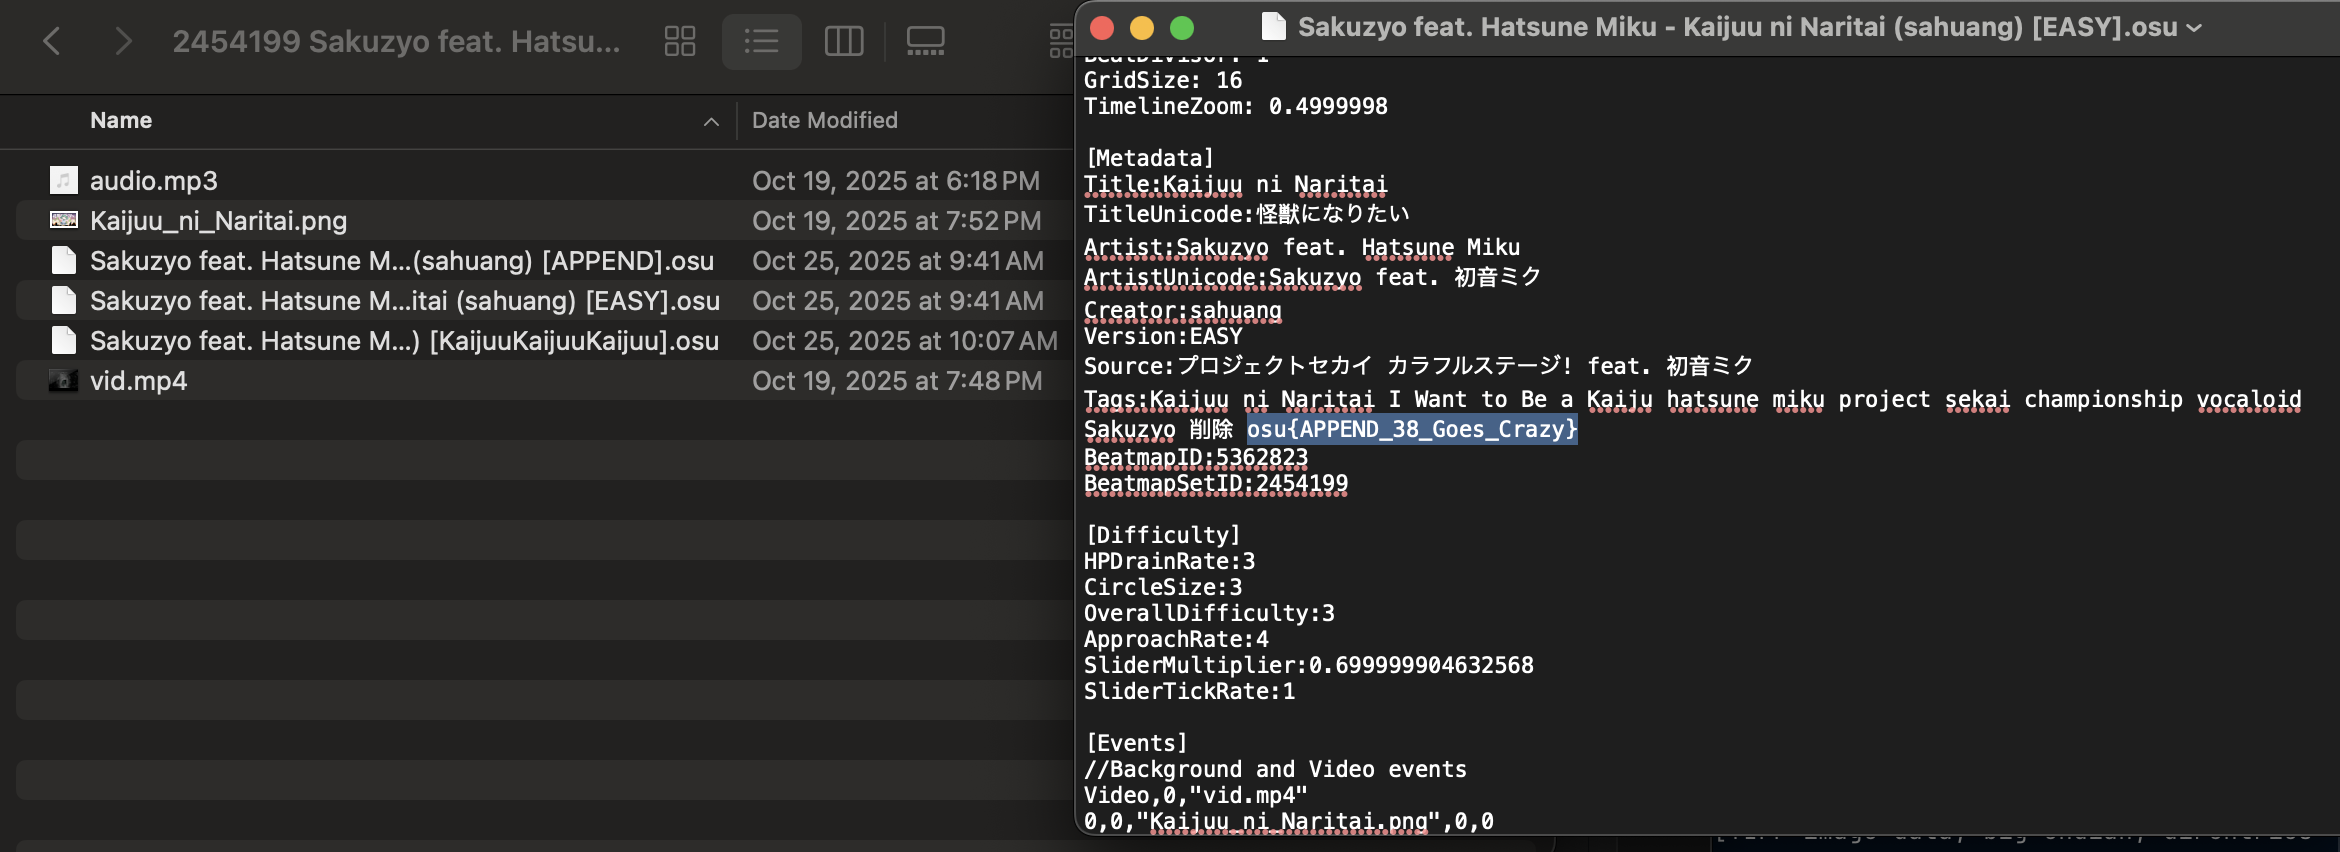 2454199 Sakuzyo feat. Hatsu...
Name
Date Modified
audio.mp3
Oct 19, 2025 at 6:18 PM
Kaijuu_ni_Naritai.png
Oct 19, 2025 at 7:52 PM
Sakuzyo feat. Hatsune M...(sahuang) [APPEND].osu
Oct 25, 2025 at 9:41 AM
Sakuzyo feat. Hatsune M...itai (sahuang) [EASY].osu
Oct 25, 2025 at 9:41 AM
Sakuzyo feat. Hatsune M...) [KaijuuKaijuuKaijuu].osu
Oct 25, 2025 at 10:07 AM
vid.mp4
Oct 19, 2025 at 7:48 PM
Sakuzyo feat. Hatsune Miku - Kaijuu ni Naritai (sahuang) [EASY].osu
BeatDivisor: 1
GridSize: 16
TimelineZoom: 0.4999998
[Metadata]
Title:Kaijuu ni Naritai
TitleUnicode:怪獣になりたい
Artist:Sakuzyo feat. Hatsune Miku
ArtistUnicode:Sakuzyo feat. 初音ミク
Creator:sahuang
Version:EASY
Source:プロジェクトセカイ カラフルステージ! feat. 初音ミク
Tags:Kaijuu ni Naritai I Want to Be a Kaiju hatsune miku project sekai championship vocaloid
Sakuzyo 削除 osu{APPEND_38_Goes_Crazy}
BeatmapID:5362823
BeatmapSetID:2454199
[Difficulty]
HPDrainRate:3
CircleSize:3
OverallDifficulty:3
ApproachRate:4
SliderMultiplier:0.699999904632568
SliderTickRate:1
[Events]
//Background and Video events
Video,0,"vid.mp4"
0,0,"Kaijuu_ni_Naritai.png",0,0